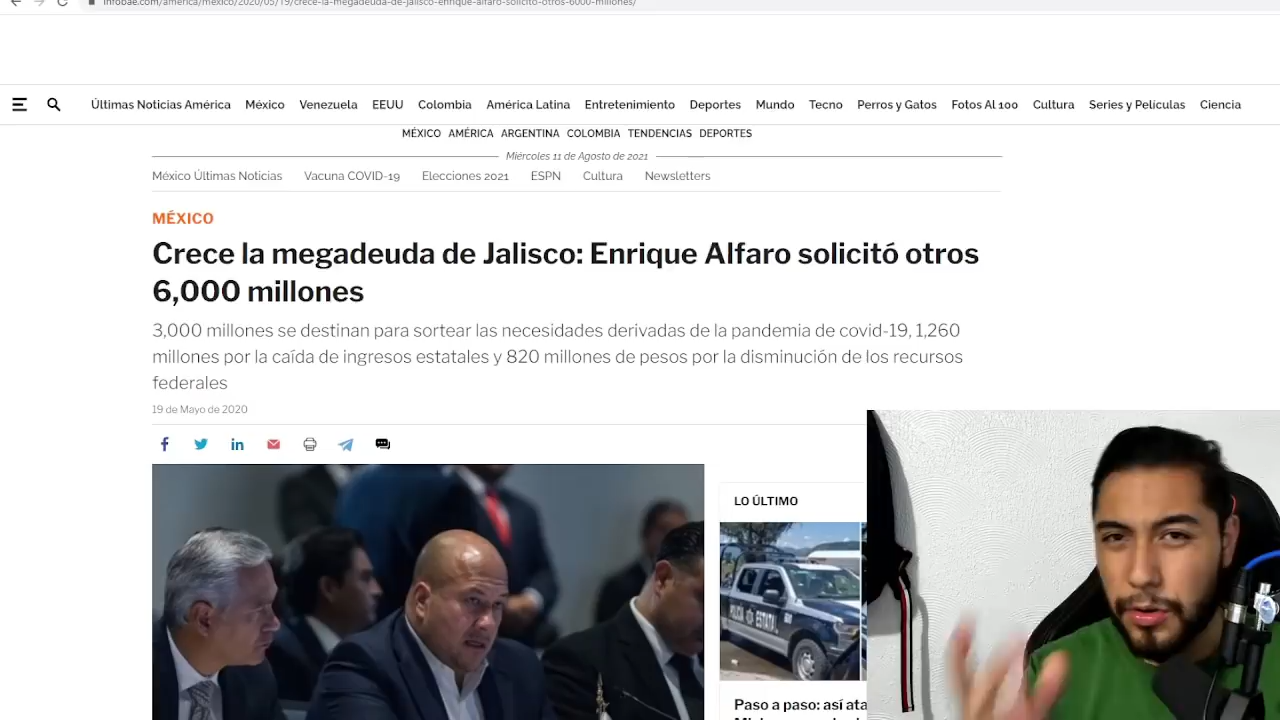 infobae.com/america/mexico/2020/05/19/crece-la-megadeuda-de-jalisco-enrique-alfaro-solicito-otros-6000-millones/
Últimas Noticias América México Venezuela EEUU Colombia América Latina Entretenimiento Deportes Mundo Tecno Perros y Gatos Fotos Al 100 Cultura Series y Películas Ciencia
MÉXICO AMÉRICA ARGENTINA COLOMBIA TENDENCIAS DEPORTES
Miércoles 11 de Agosto de 2021
México Últimas Noticias Vacuna COVID-19 Elecciones 2021 ESPN Cultura Newsletters
MÉXICO
Crece la megadeuda de Jalisco: Enrique Alfaro solicitó otros
6,000 millones
3,000 millones se destinan para sortear las necesidades derivadas de la pandemia de covid-19, 1,260
millones por la caída de ingresos estatales y 820 millones de pesos por la disminución de los recursos
federales
19 de Mayo de 2020
LO ÚLTIMO
POLICÍA ESTATAL
Paso a paso: así